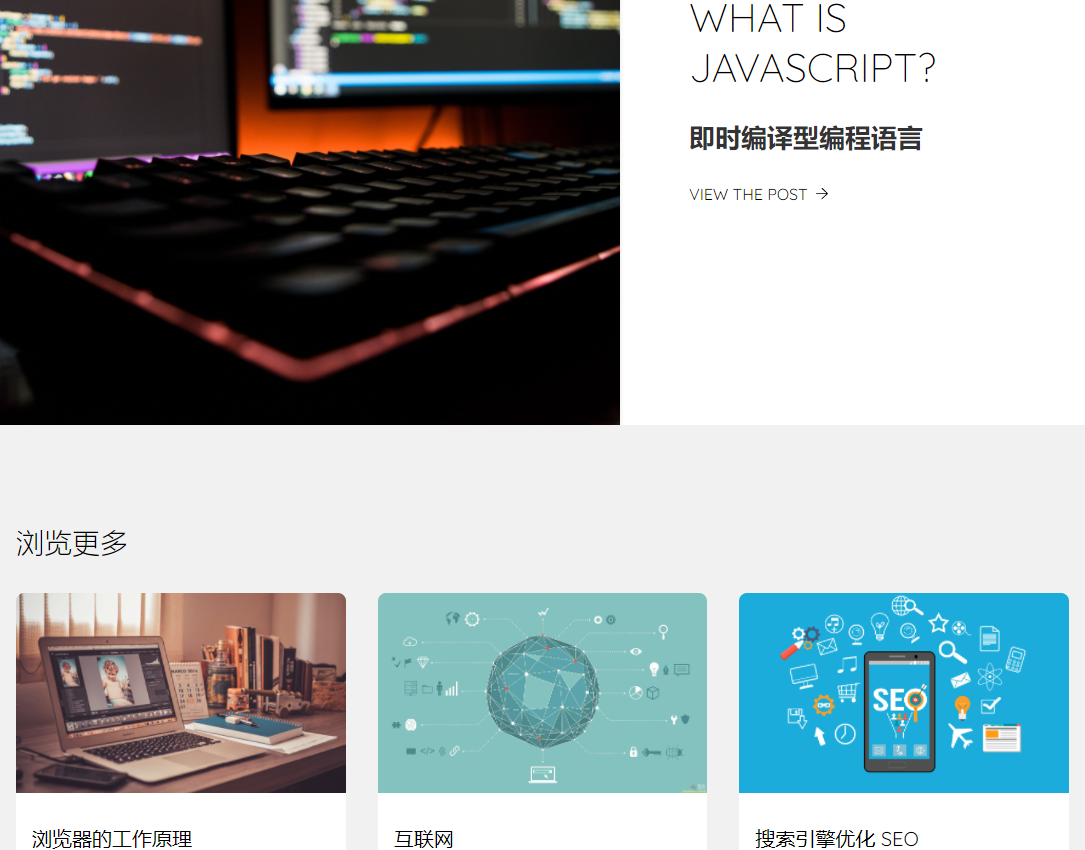 WHAT IS
JAVASCRIPT?
即时编译型编程语言
VIEW THE POST →
浏览更多
SEO
浏览器的工作原理
互联网
搜索引擎优化 SEO